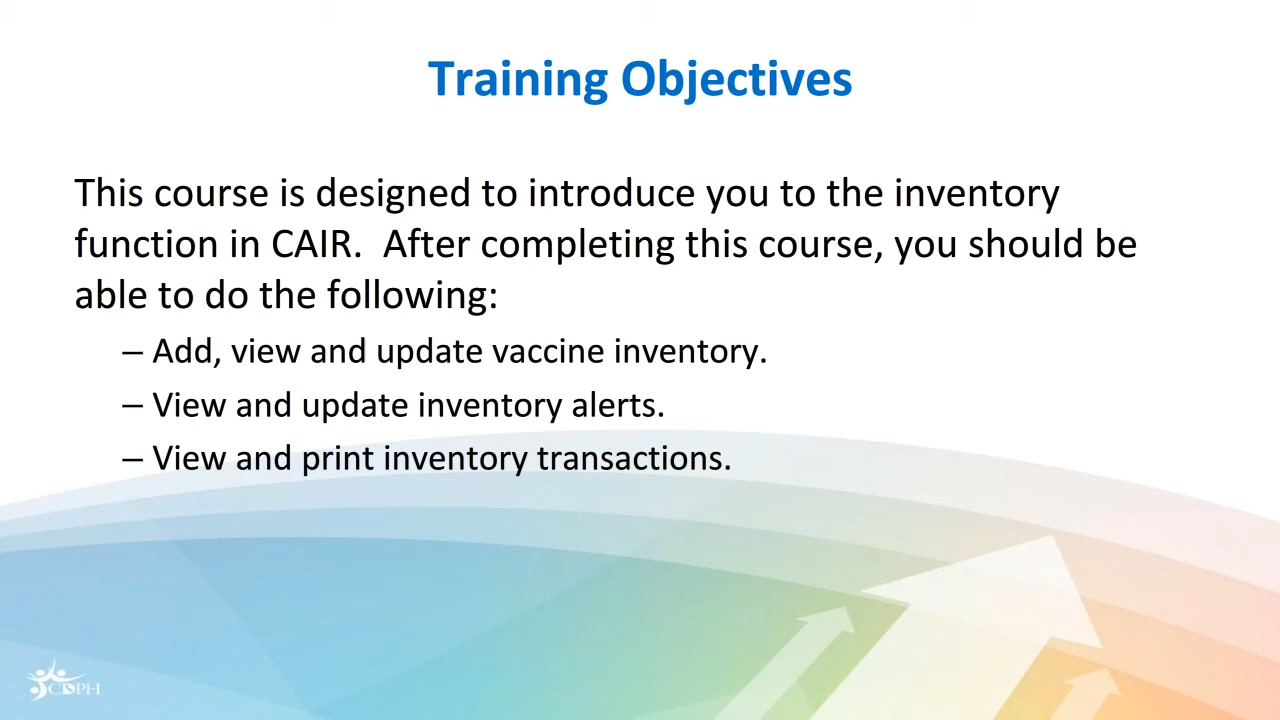 Training Objectives
This course is designed to introduce you to the inventory
function in CAIR.  After completing this course, you should be
able to do the following:
– Add, view and update vaccine inventory.
– View and update inventory alerts.
– View and print inventory transactions.
CDPH